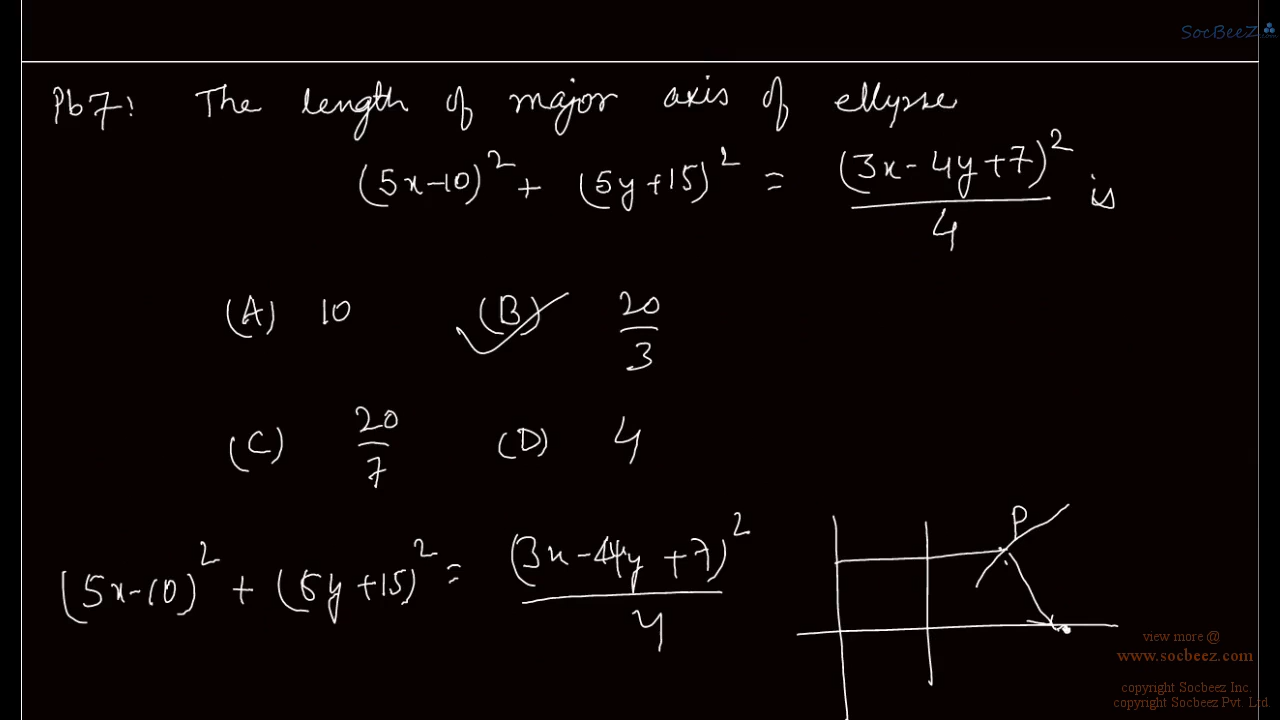 SocBeeZ
Pb7: The length of major axis of ellypse
(5x-10)² + (5y+15)² = (3x-4y+7)²/4 is
(A) 10 (B) 20/3
(C) 20/7 (D) 4
P
(5x-10)² + (5y+15)² = (3x-4y+7)²/4
view more @
www.socbeez.com
copyright Socbeez Inc.
copyright Socbeez Pvt. Ltd.